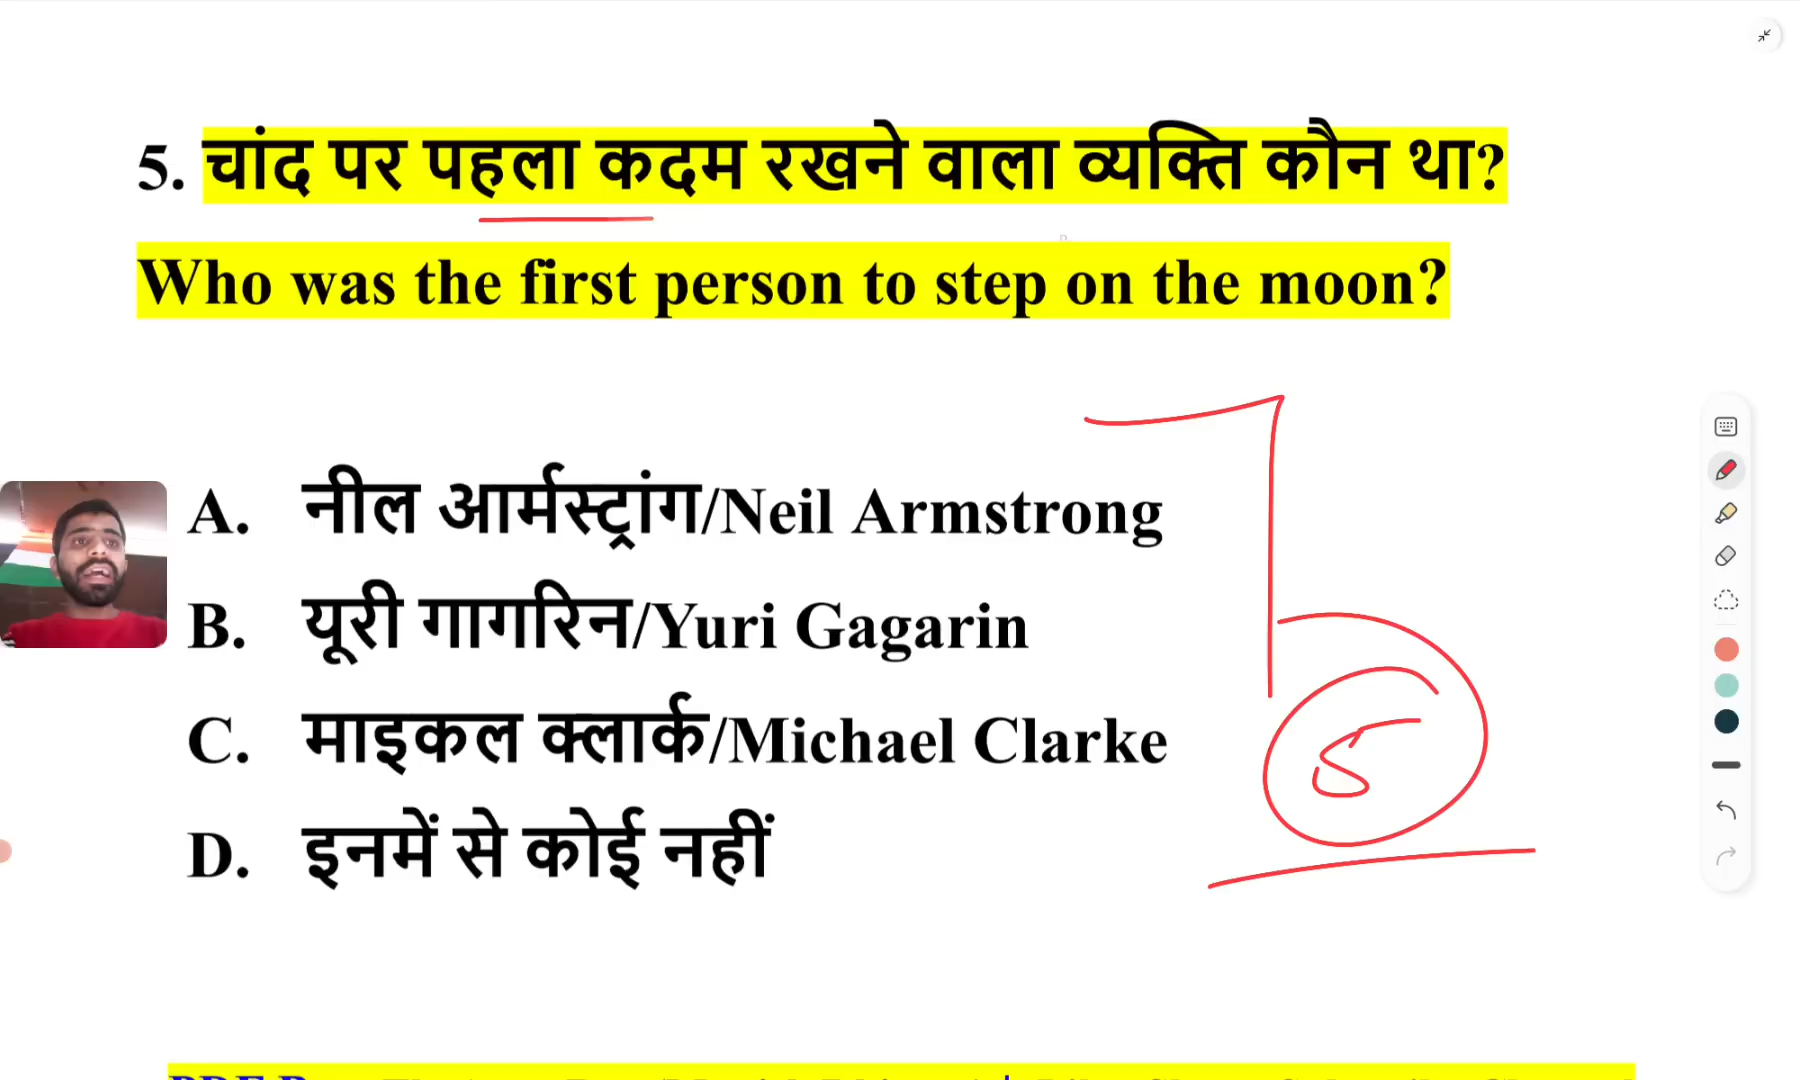 5. चांद पर पहला कदम रखने वाला व्यक्ति कौन था?
Who was the first person to step on the moon?
A. नील आर्मस्ट्रांग/Neil Armstrong
B. यूरी गागरिन/Yuri Gagarin
C. माइकल क्लार्क/Michael Clarke
D. इनमें से कोई नहीं
5